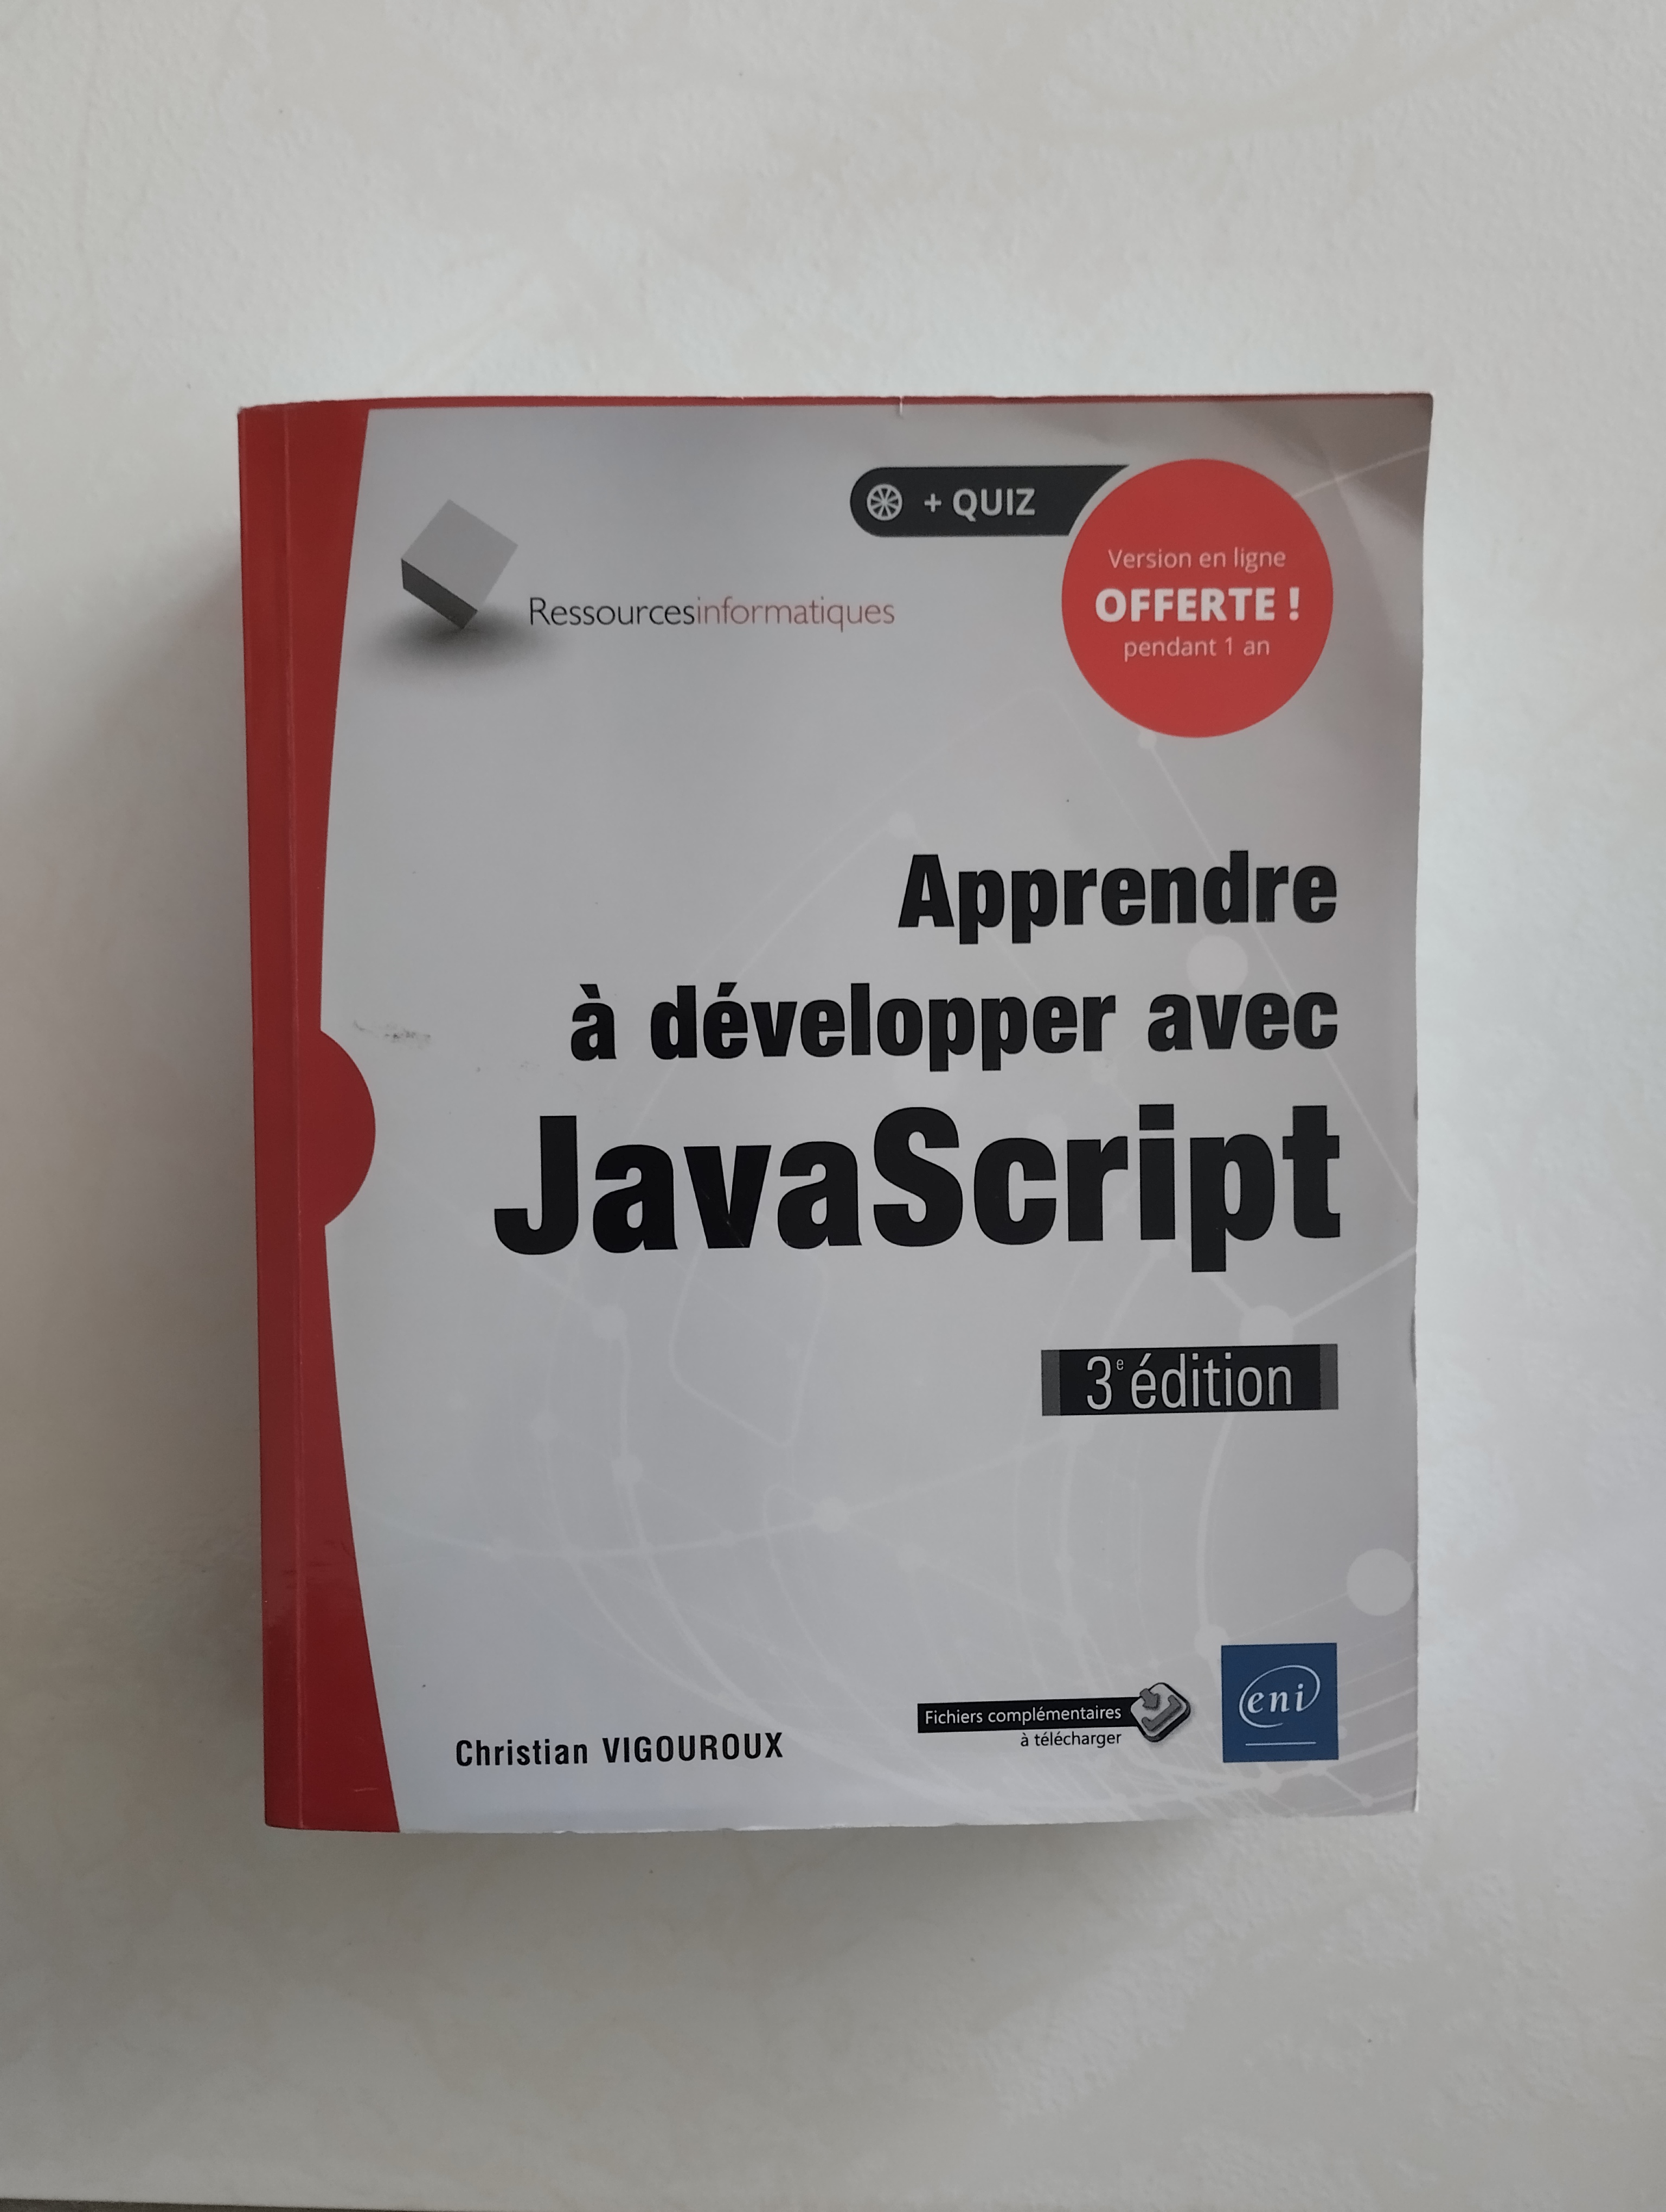 + QUIZ
Version en ligne
OFFERTE !
pendant 1 an
Ressourcesinformatiques
Apprendre
à développer avec
JavaScript
3e édition
Fichiers complémentaires
à télécharger
eni
Christian VIGOUROUX